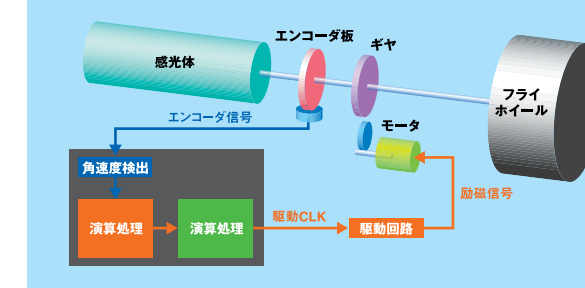 エンコーダ板
ギヤ
感光体
フライ
ホイール
エンコーダ信号
モータ
角速度検出
励磁信号
演算処理
演算処理
駆動CLK
駆動回路